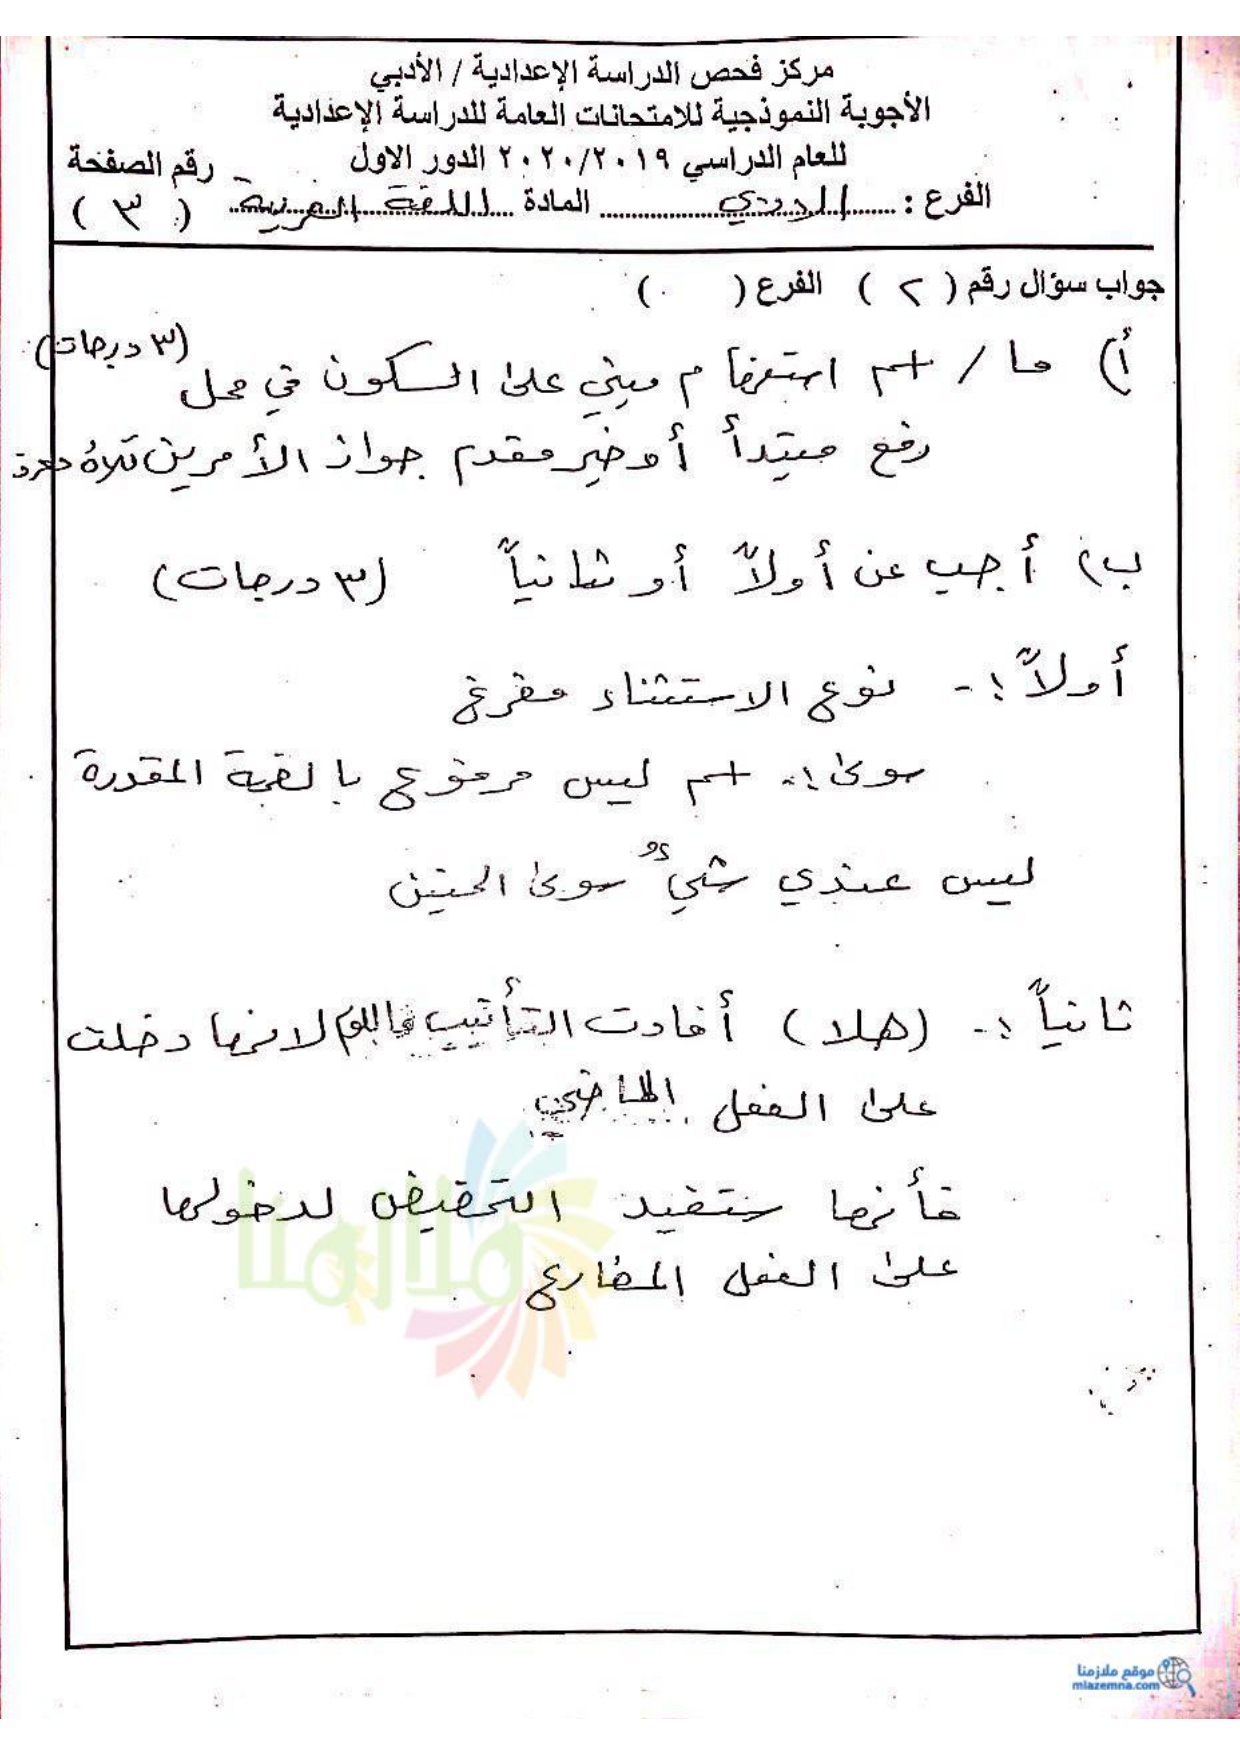 مركز فحص الدراسة الإعدادية / الأدبي
الأجوبة النموذجية للامتحانات العامة للدراسة الإعدادية
للعام الدراسي ٢٠٢٠/٢٠١٩ الدور الاول
رقم الصفحة
الفرع : الادبي المادة اللغة العربية ( ٣ )
جواب سؤال رقم ( ٢ ) الفرع ( )
أ) ما / اسم استفهام مبني على السكون في محل (٣ درجات)
رفع مبتدأ أو خبر مقدم جواز الأمرين تلاهُ معرفة
ب) أجب عن أولاً أو ثانياً (٣ درجات)
أولاً :- نوع الاستثناء مفرغ
سوى :- اسم ليس مرفوع بالضمة المقدرة
ليس عندي شيءٌ سوى الحنين
ثانياً :- (هلا) أفادت التأنيب واللوم لانها دخلت
على الفعل الماضي
فأنها ستفيد التحضيض لدخولها
على الفعل المضارع
ملازمنا
موقع ملازمنا
mlazemna.com